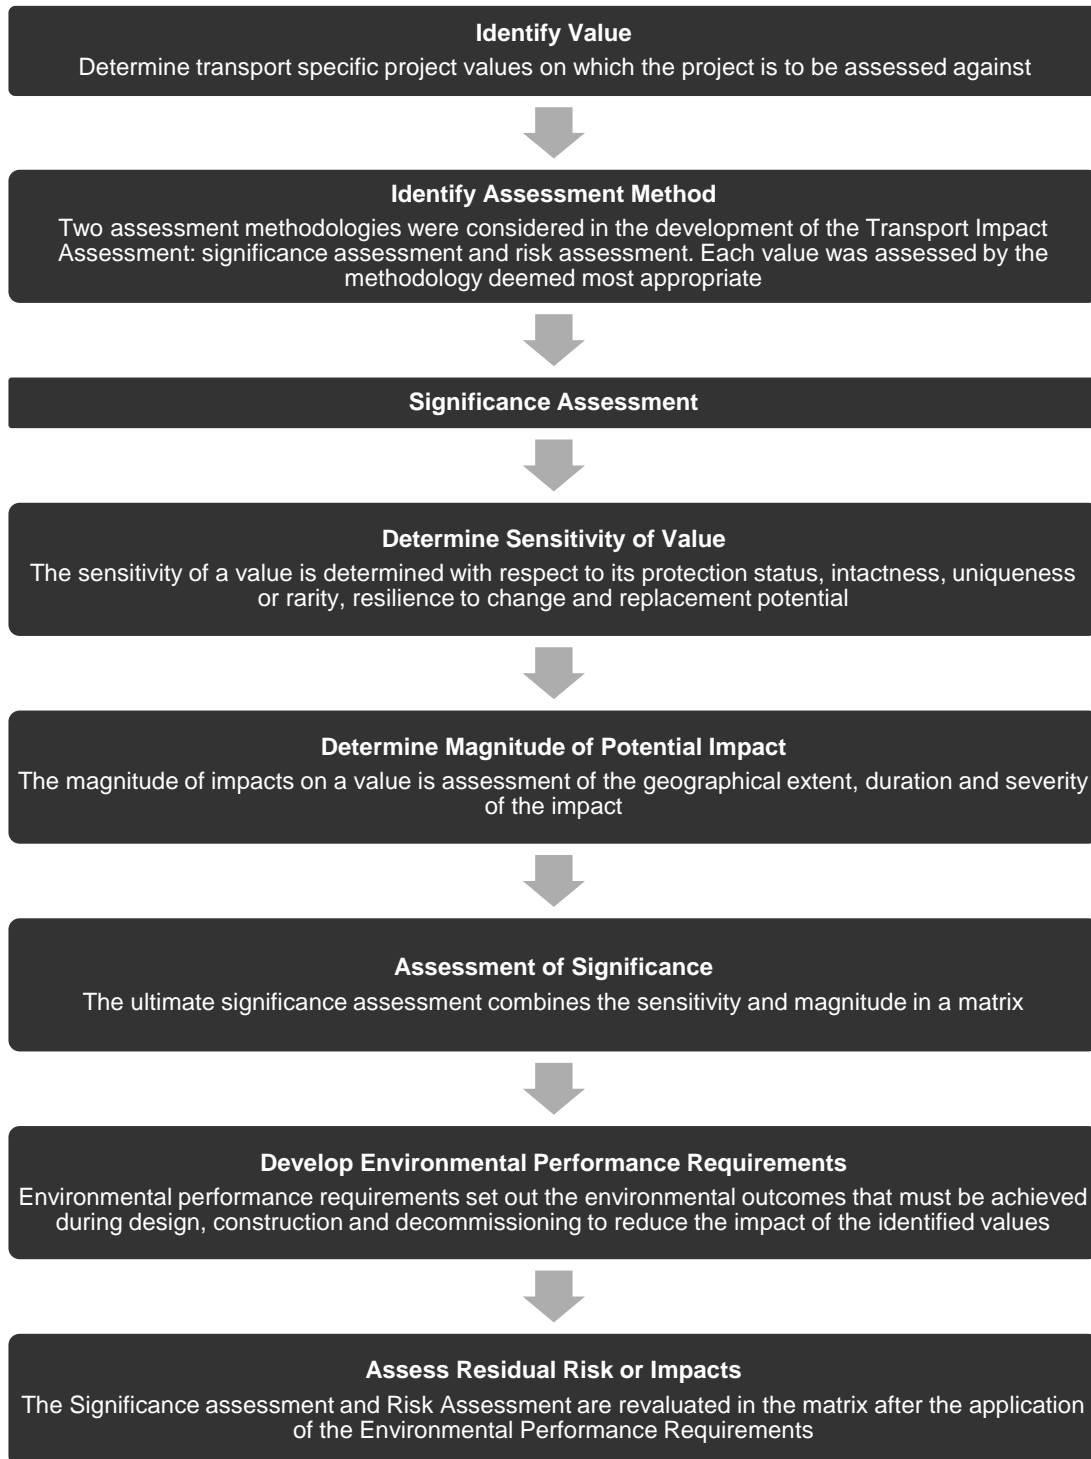 Identify Value
Determine transport specific project values on which the project is to be assessed against
Identify Assessment Method
Two assessment methodologies were considered in the development of the Transport Impact
Assessment: significance assessment and risk assessment. Each value was assessed by the
methodology deemed most appropriate
Significance Assessment
Determine Sensitivity of Value
The sensitivity of a value is determined with respect to its protection status, intactness, uniqueness
or rarity, resilience to change and replacement potential
Determine Magnitude of Potential Impact
The magnitude of impacts on a value is assessment of the geographical extent, duration and severity
of the impact
Assessment of Significance
The ultimate significance assessment combines the sensitivity and magnitude in a matrix
Develop Environmental Performance Requirements
Environmental performance requirements set out the environmental outcomes that must be achieved
during design, construction and decommissioning to reduce the impact of the identified values
Assess Residual Risk or Impacts
The Significance assessment and Risk Assessment are revaluated in the matrix after the application
of the Environmental Performance Requirements